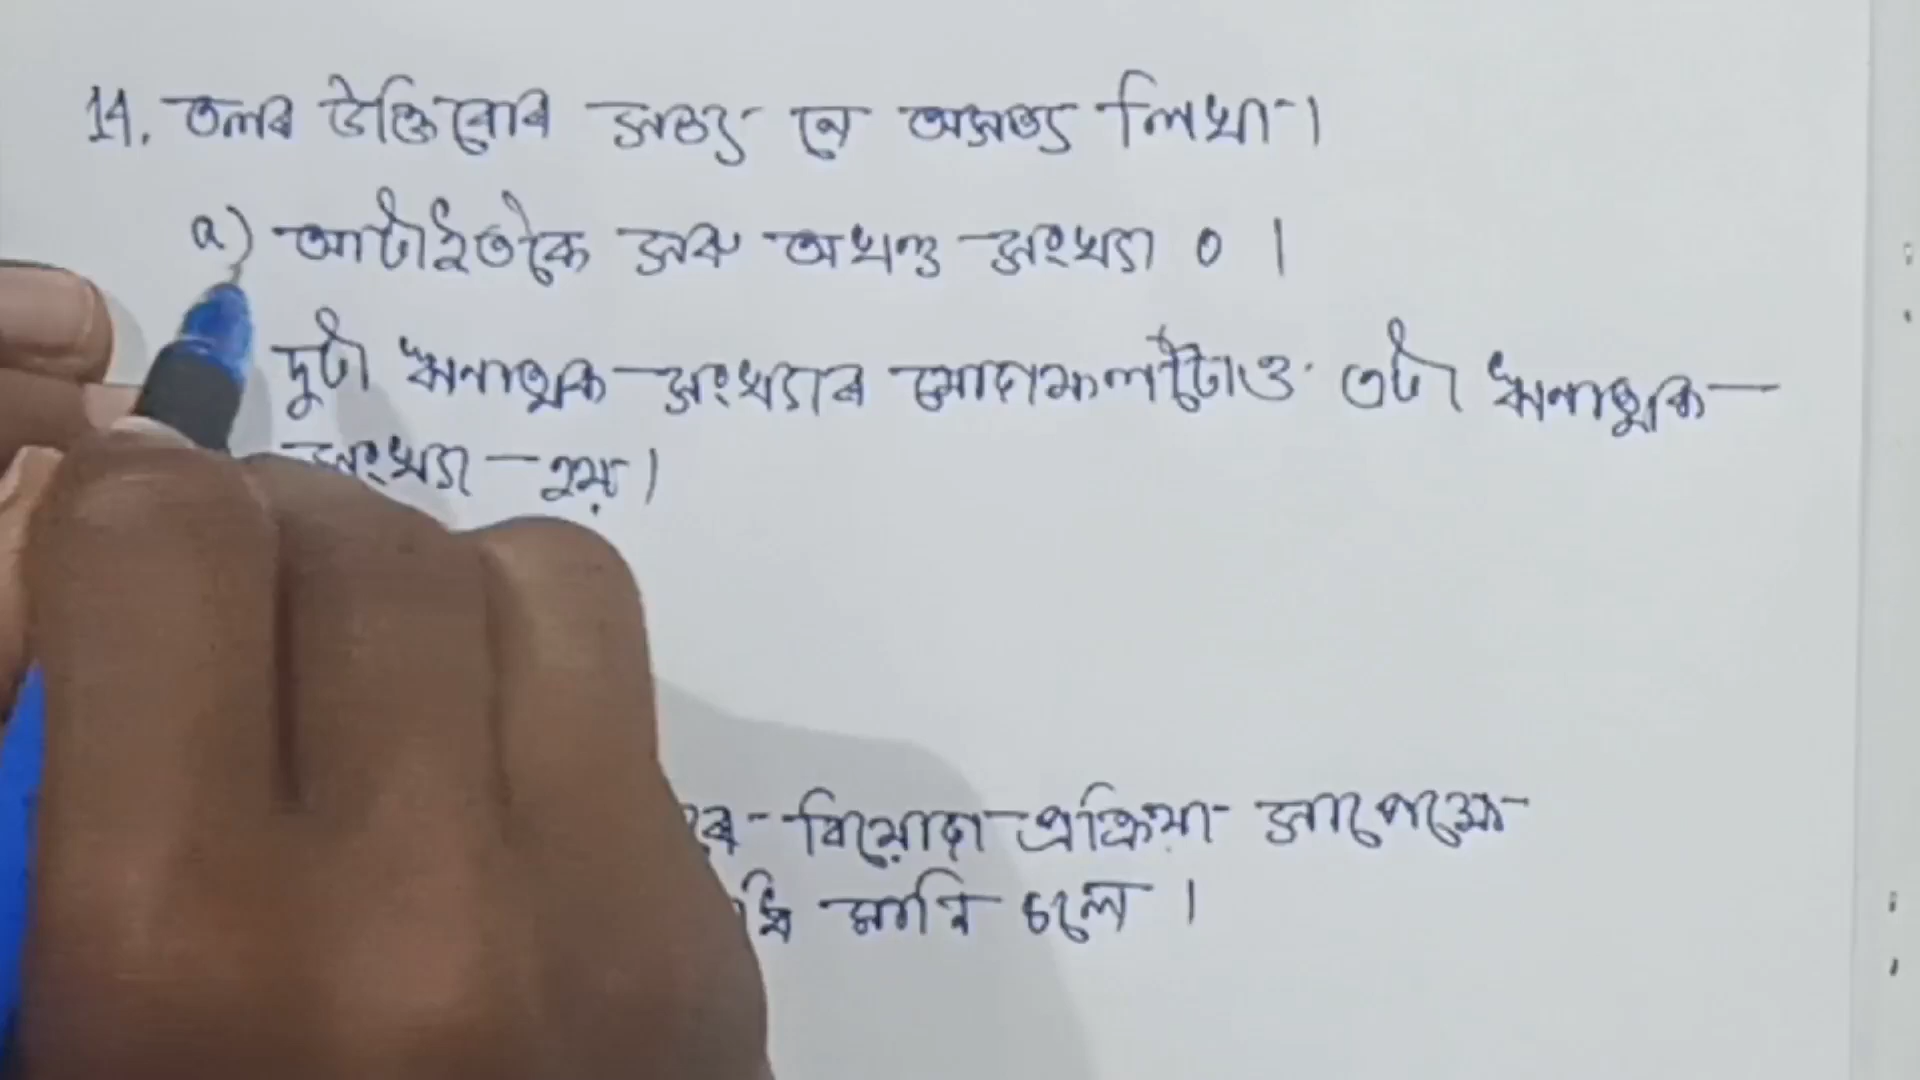 14. তলৰ উক্তিবোৰ সত্য নে অসত্য লিখা।
a) আটাইতকৈ সৰু অখণ্ড সংখ্যা 0।
দুটা ঋণাত্মক সংখ্যাৰ যোগফলটোও এটা ঋণাত্মক
সংখ্যা হয়।
বিয়োগ প্ৰক্ৰিয়া সাপেক্ষে
মানি চলে।